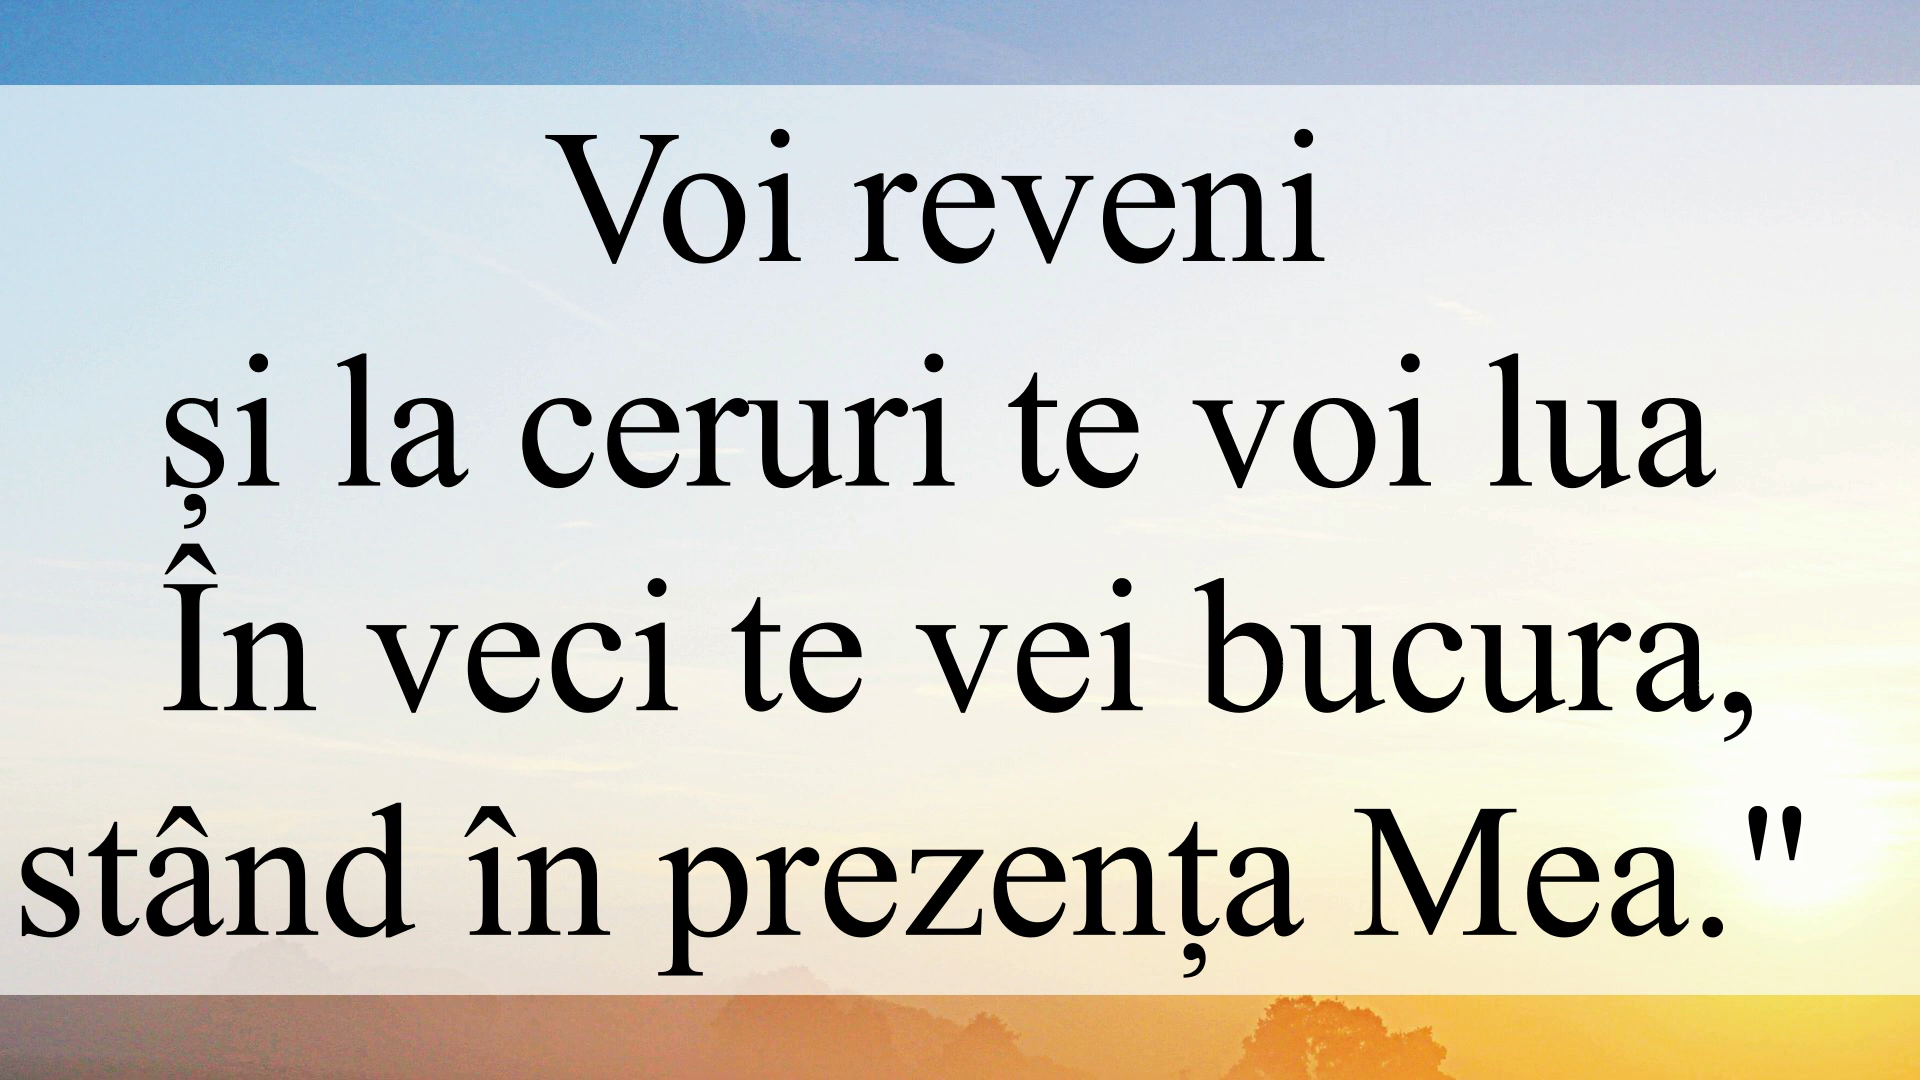 Voi reveni
și la ceruri te voi lua
În veci te vei bucura,
stând în prezența Mea."